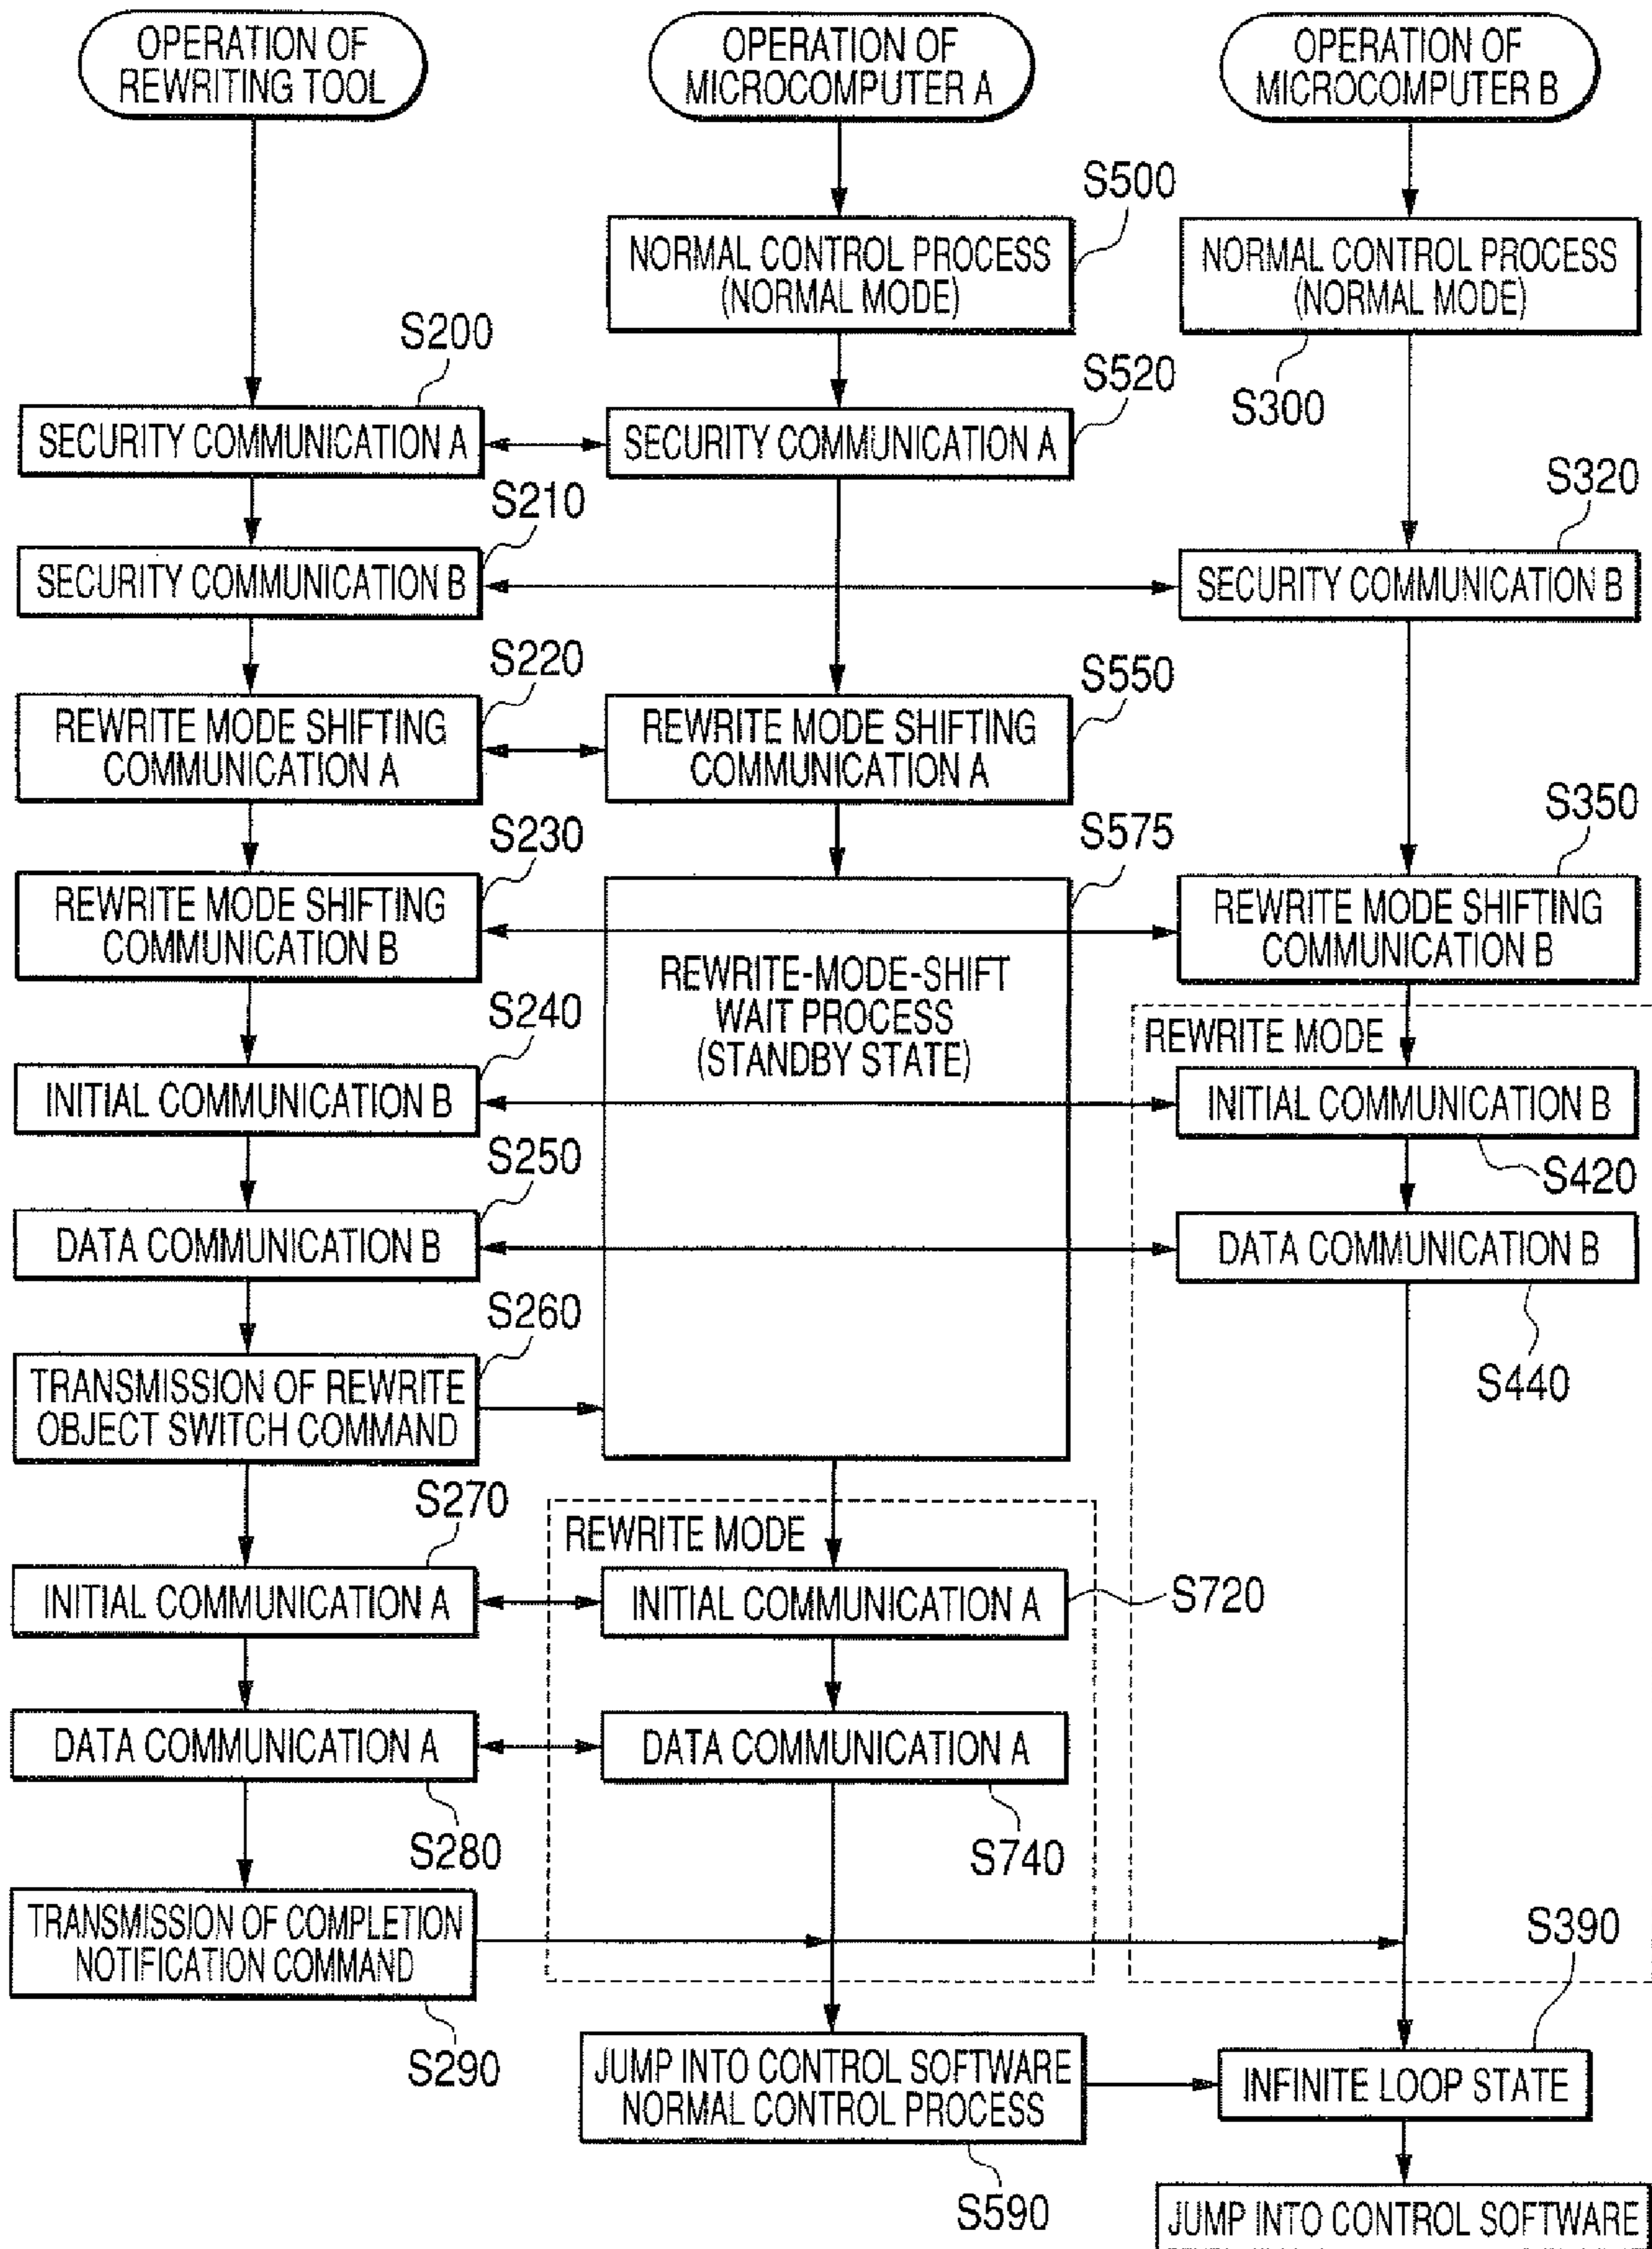 OPERATION OF
REWRITING TOOL
OPERATION OF
MICROCOMPUTER A
OPERATION OF
MICROCOMPUTER B
S500
NORMAL CONTROL PROCESS
(NORMAL MODE)
NORMAL CONTROL PROCESS
(NORMAL MODE)
S300
S200
S520
SECURITY COMMUNICATION A
SECURITY COMMUNICATION A
S210
S320
SECURITY COMMUNICATION B
SECURITY COMMUNICATION B
S220
S550
REWRITE MODE SHIFTING
COMMUNICATION A
REWRITE MODE SHIFTING
COMMUNICATION A
S230
S575
S350
REWRITE MODE SHIFTING
COMMUNICATION B
REWRITE-MODE-SHIFT
WAIT PROCESS
(STANDBY STATE)
REWRITE MODE SHIFTING
COMMUNICATION B
REWRITE MODE
S240
INITIAL COMMUNICATION B
INITIAL COMMUNICATION B
S420
S250
DATA COMMUNICATION B
DATA COMMUNICATION B
S440
S260
TRANSMISSION OF REWRITE
OBJECT SWITCH COMMAND
S270
REWRITE MODE
INITIAL COMMUNICATION A
INITIAL COMMUNICATION A
S720
DATA COMMUNICATION A
DATA COMMUNICATION A
S280
S740
TRANSMISSION OF COMPLETION
NOTIFICATION COMMAND
S290
S390
JUMP INTO CONTROL SOFTWARE
NORMAL CONTROL PROCESS
S590
INFINITE LOOP STATE
JUMP INTO CONTROL SOFTWARE